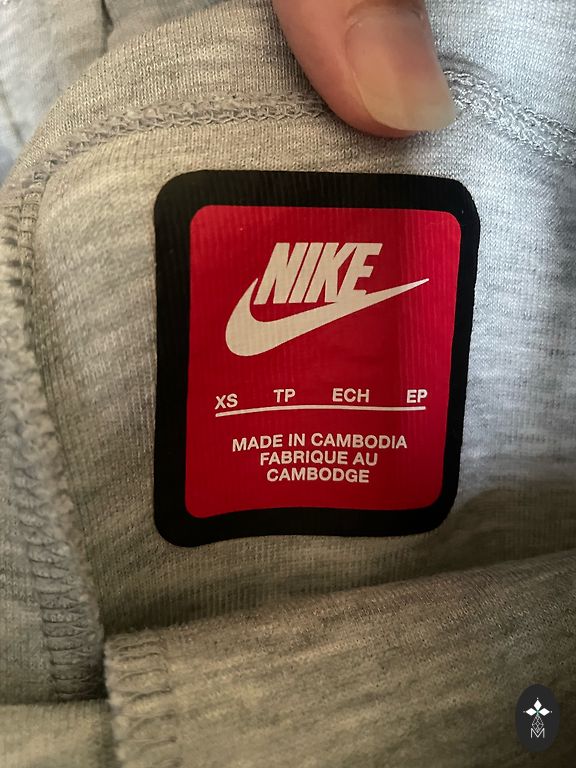 NIKE
XS TP ECH EP
MADE IN CAMBODIA
FABRIQUE AU
CAMBODGE
M